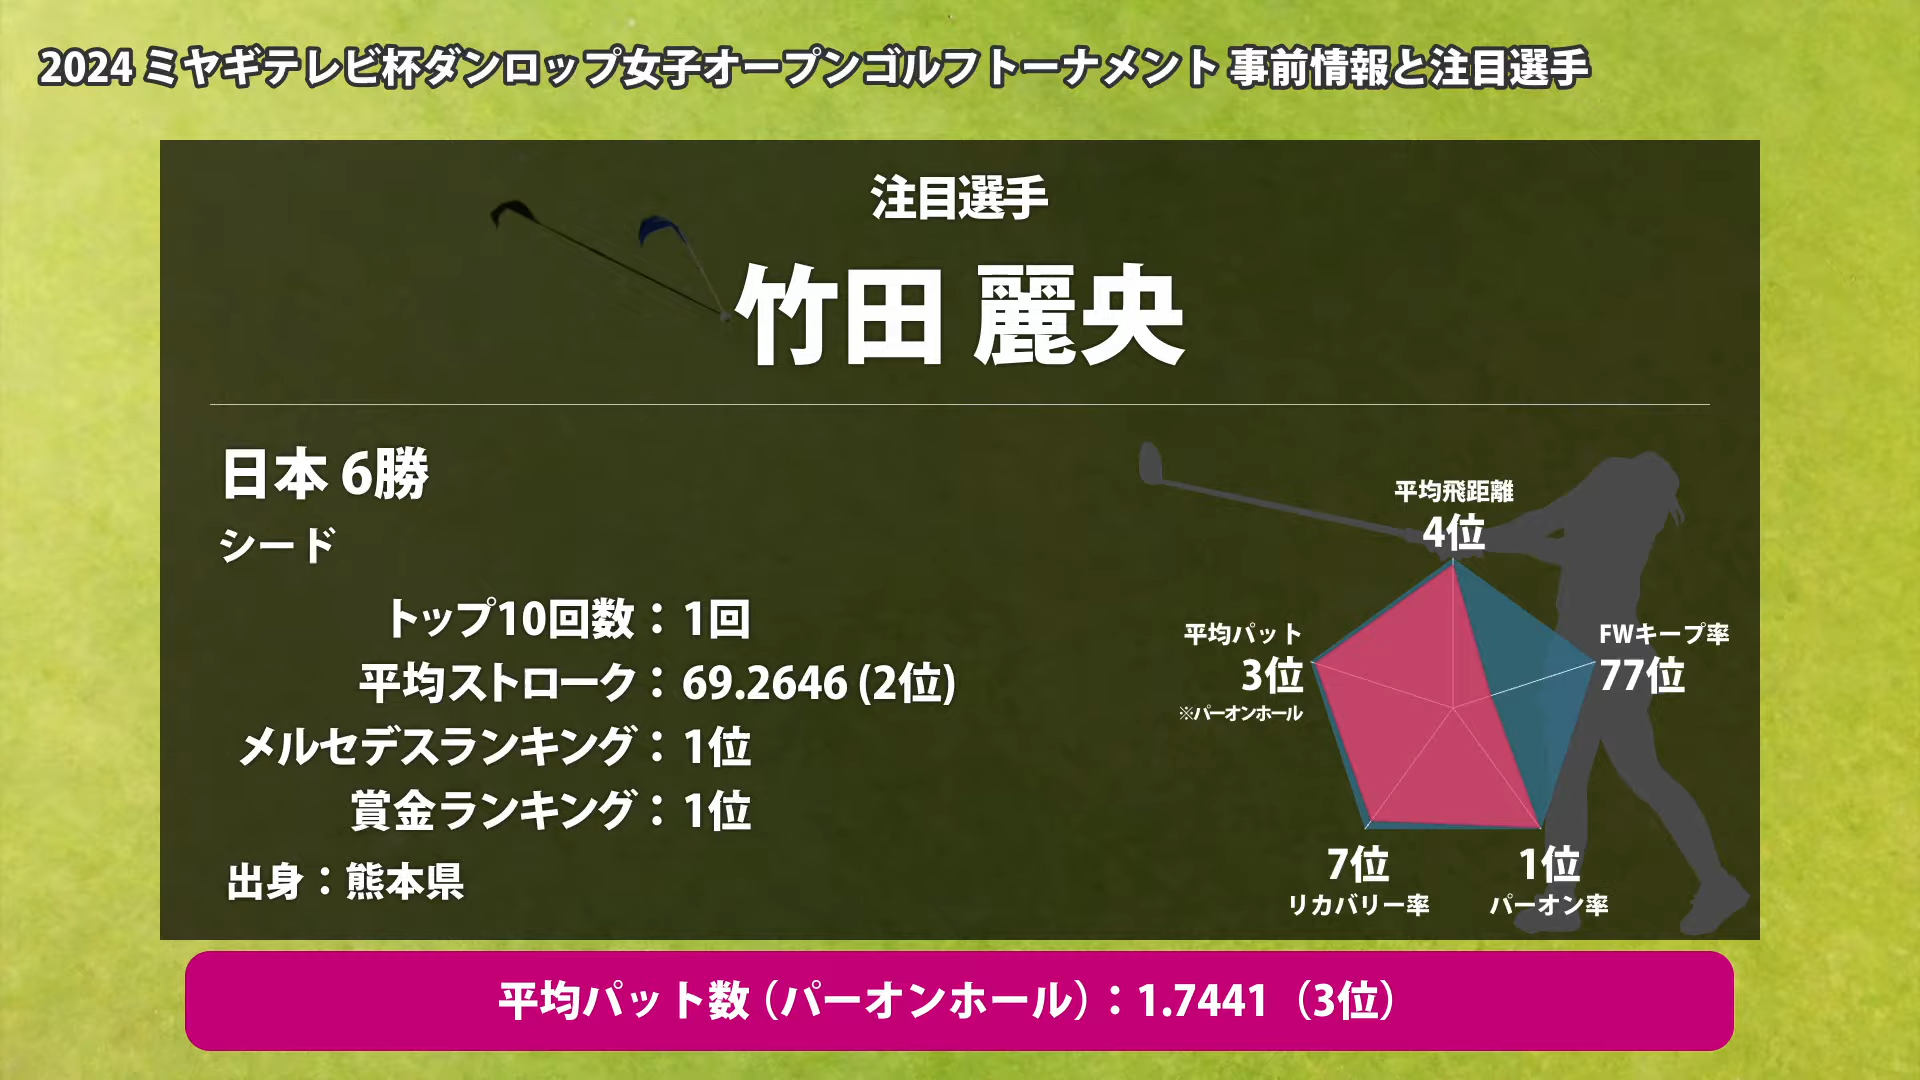 2024 ミヤギテレビ杯ダンロップ女子オープンゴルフトーナメント 事前情報と注目選手
注目選手
竹田 麗央
日本 6勝
シード
トップ10回数： 1回
平均ストローク： 69.2646 (2位)
メルセデスランキング： 1位
賞金ランキング： 1位
出身：熊本県
平均飛距離
4位
FWキープ率
77位
平均パット
3位
※パーオンホール
7位
リカバリー率
1位
パーオン率
平均パット数（パーオンホール）：1.7441（3位）